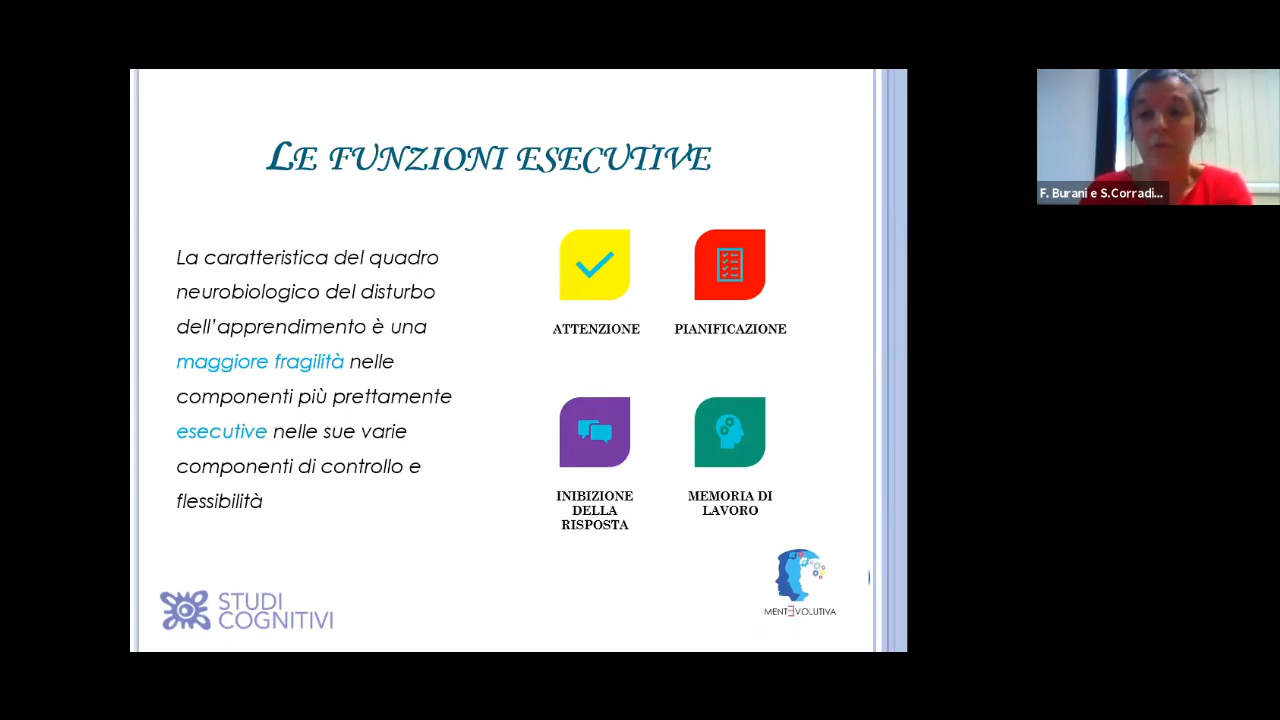 LE FUNZIONI ESECUTIVE
La caratteristica del quadro
neurobiologico del disturbo
dell'apprendimento è una
maggiore fragilità nelle
componenti più prettamente
esecutive nelle sue varie
componenti di controllo e
flessibilità
ATTENZIONE
PIANIFICAZIONE
INIBIZIONE
DELLA
RISPOSTA
MEMORIA DI
LAVORO
STUDI
COGNITIVI
MENTEVOLUTIVA
F. Burani e S.Corradi...